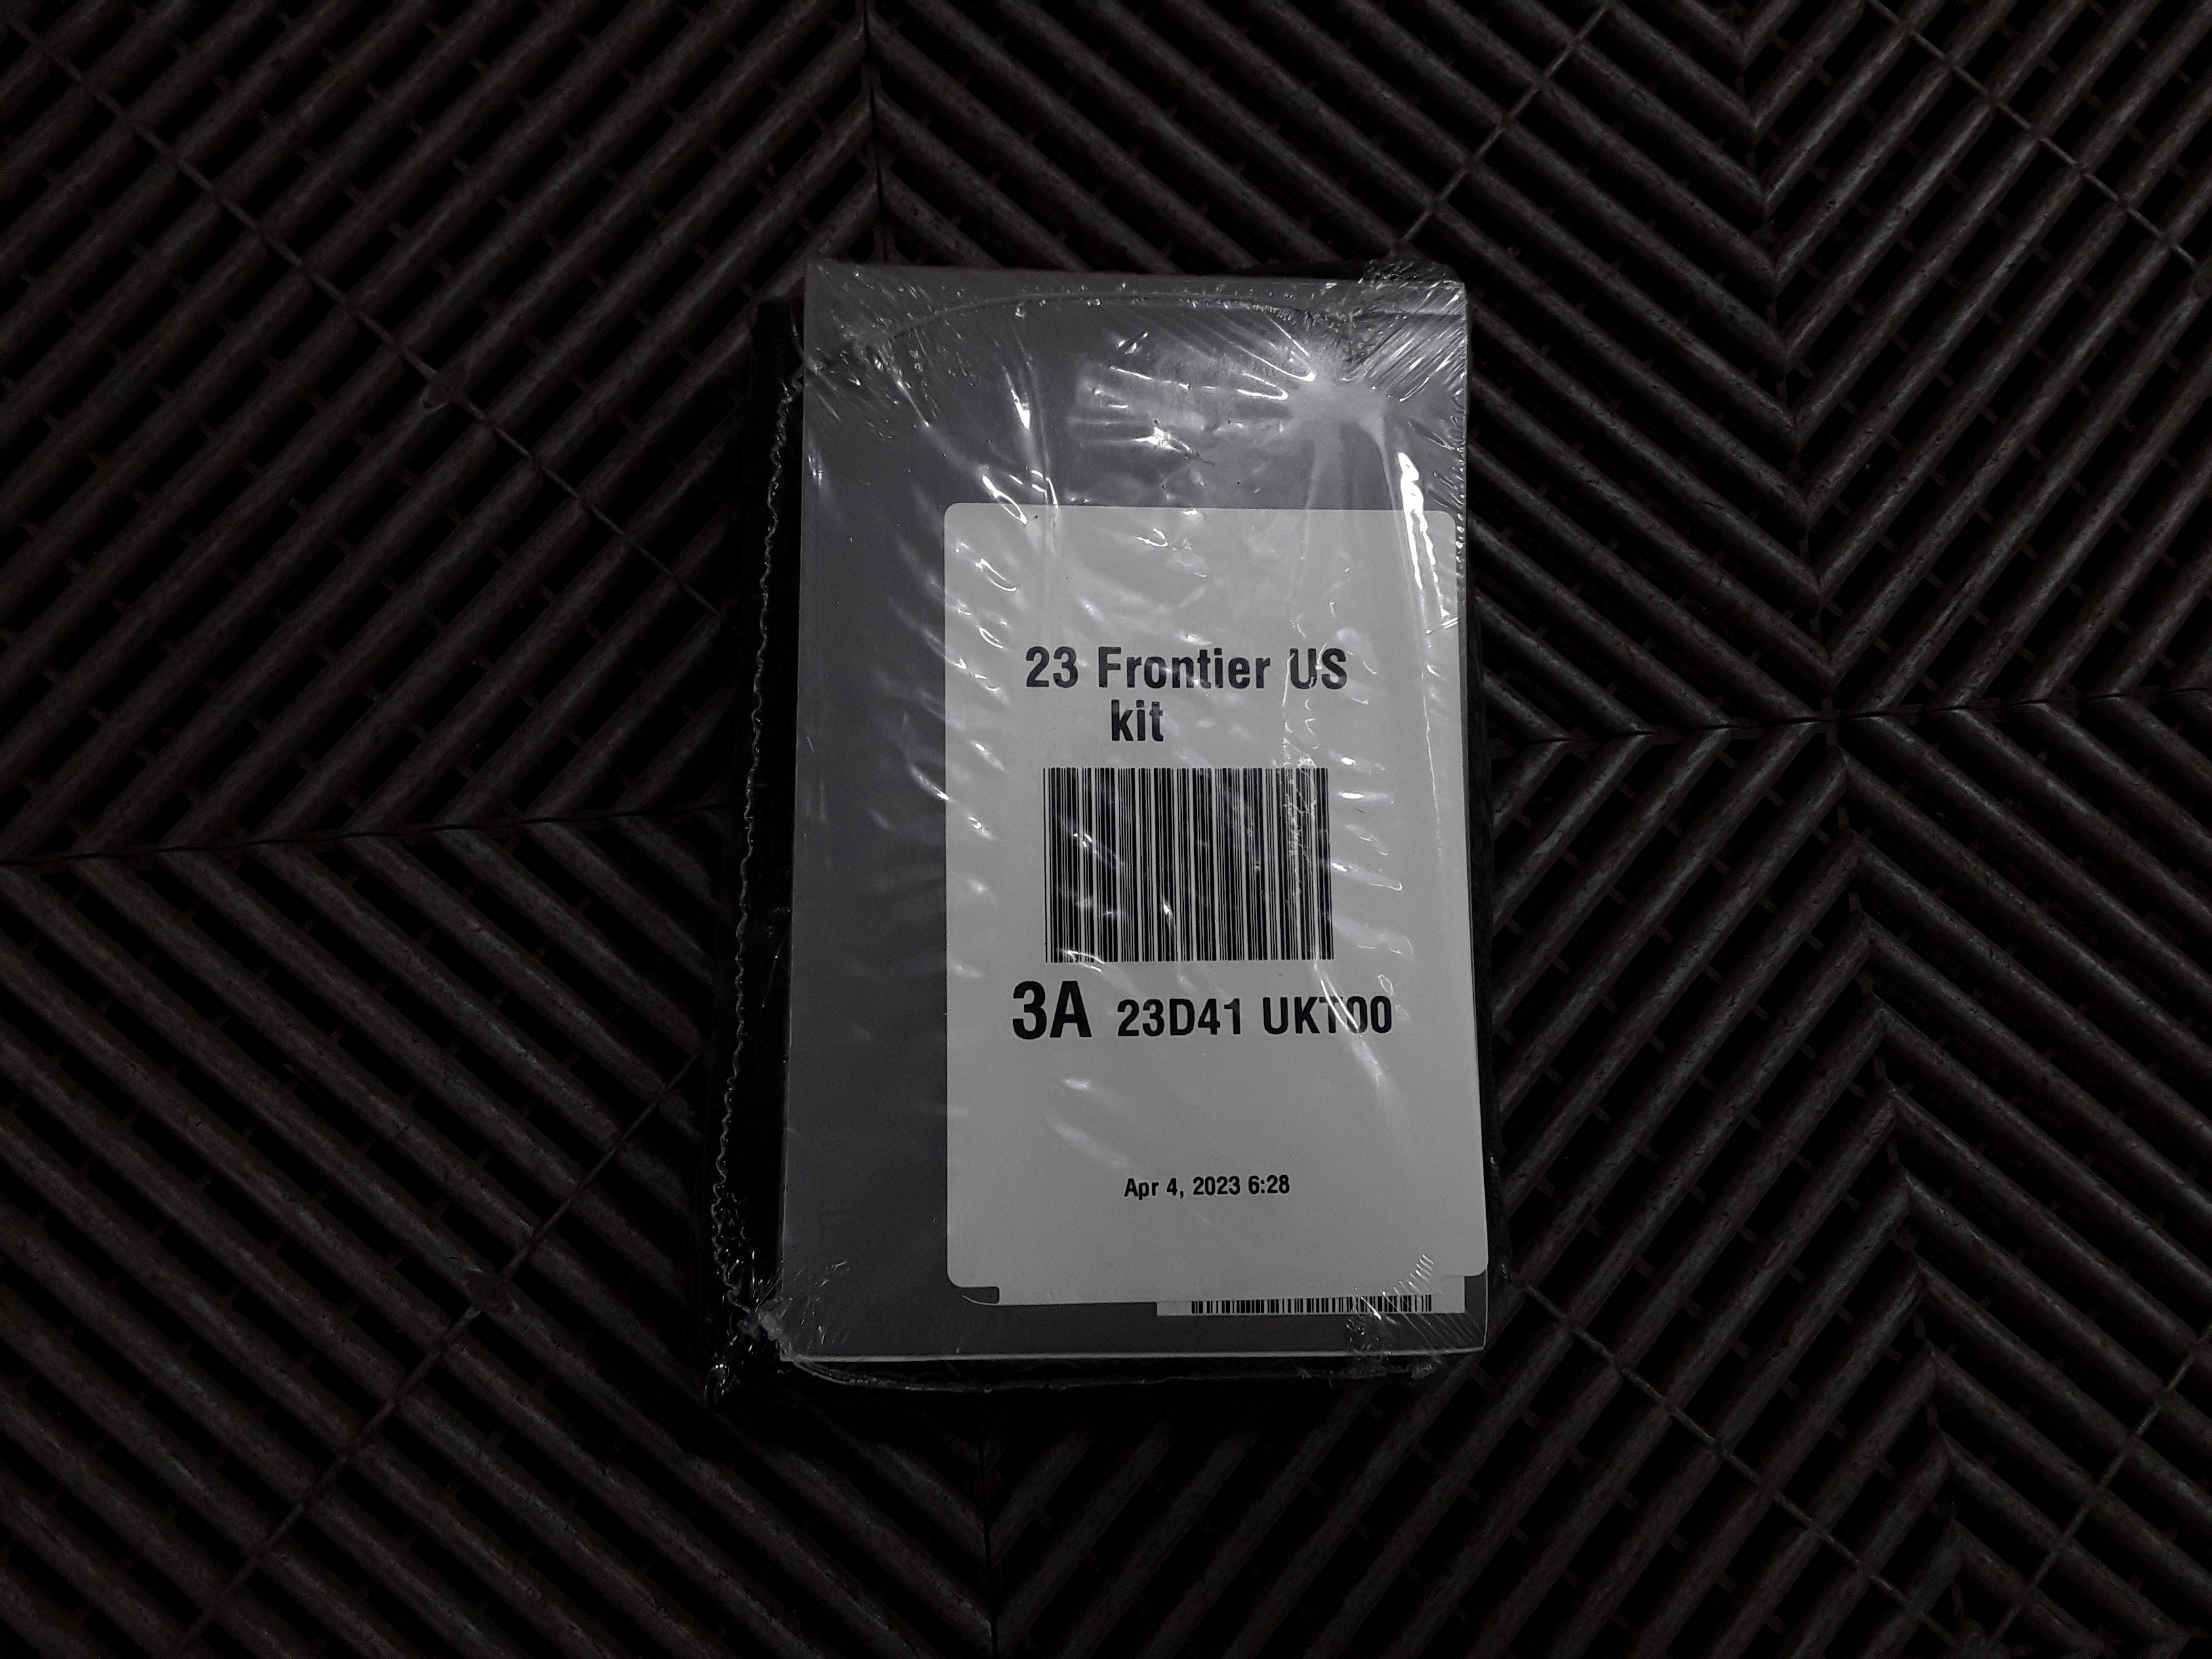 23 Frontier US
kit
3A 23D41 UKT00
Apr 4, 2023 6:28